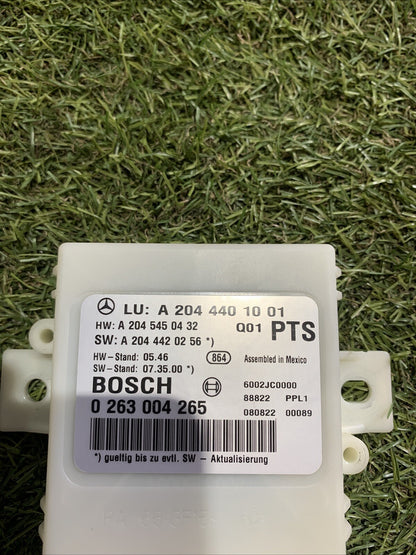 LU: A 204 440 10 01
HW: A 204 545 04 32 Q01 PTS
SW: A 204 442 02 56 *)
HW-Stand: 05.46 864 Assembled in Mexico
SW-Stand: 07.35.00 *)
BOSCH 6002JC0000
0 263 004 265 88822 PPL1
080822 00089
*) gueltig bis zu evtl. SW - Aktualisierung